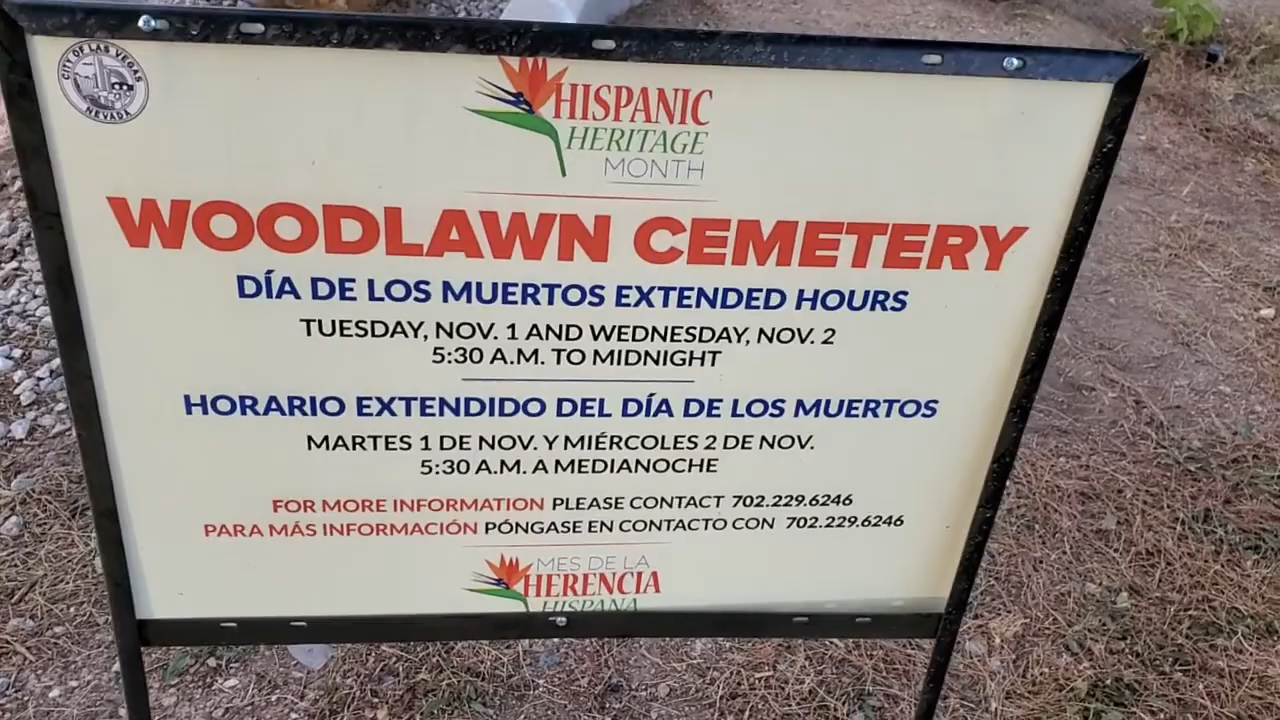 CITY OF LAS VEGAS
NEVADA
HISPANIC
HERITAGE
MONTH
WOODLAWN CEMETERY
DÍA DE LOS MUERTOS EXTENDED HOURS
TUESDAY, NOV. 1 AND WEDNESDAY, NOV. 2
5:30 A.M. TO MIDNIGHT
HORARIO EXTENDIDO DEL DÍA DE LOS MUERTOS
MARTES 1 DE NOV. Y MIÉRCOLES 2 DE NOV.
5:30 A.M. A MEDIANOCHE
FOR MORE INFORMATION PLEASE CONTACT 702.229.6246
PARA MÁS INFORMACIÓN PÓNGASE EN CONTACTO CON 702.229.6246
MES DE LA
HERENCIA
HISPANA